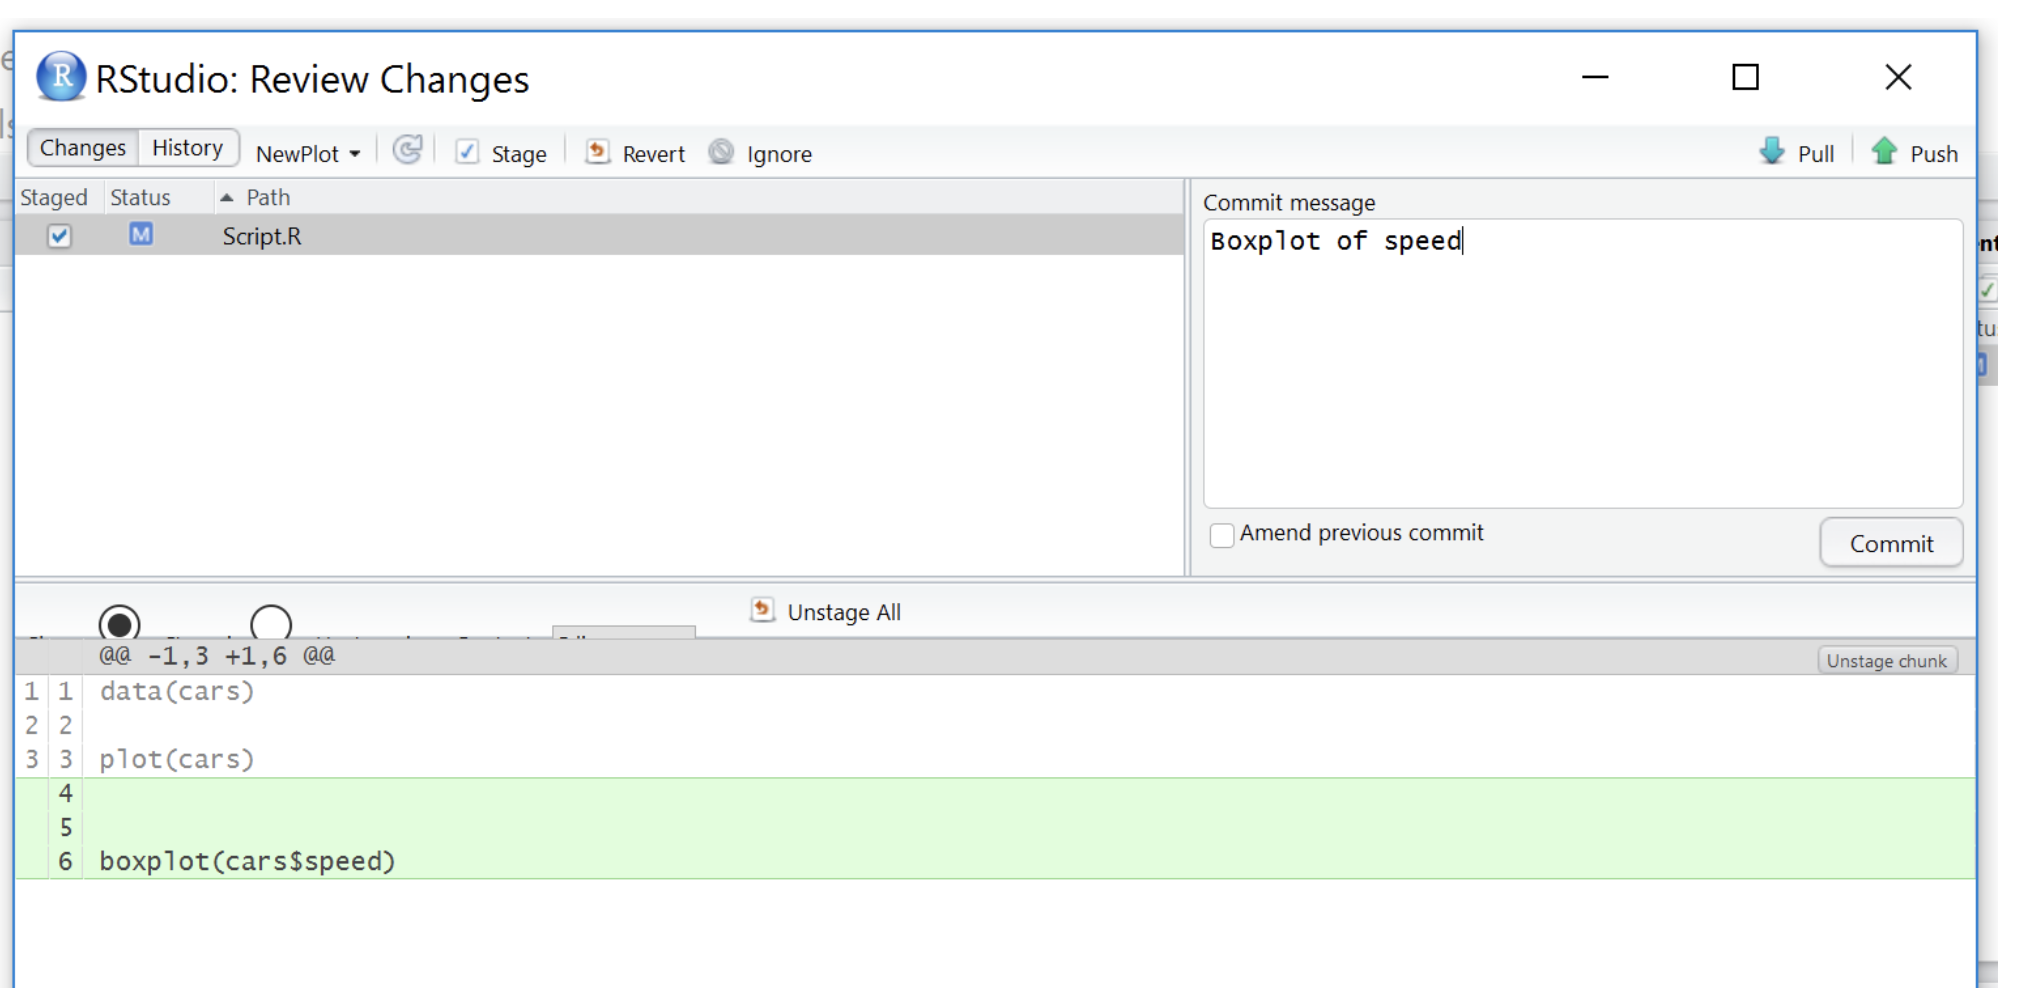 RStudio: Review Changes
Changes History NewPlot Stage Revert Ignore Pull Push
Staged Status Path
M Script.R
Commit message
Boxplot of speed
Amend previous commit
Commit
Unstage All
@@ -1,3 +1,6 @@ Unstage chunk
1 1 data(cars)
2 2
3 3 plot(cars)
4
5
6 boxplot(cars$speed)